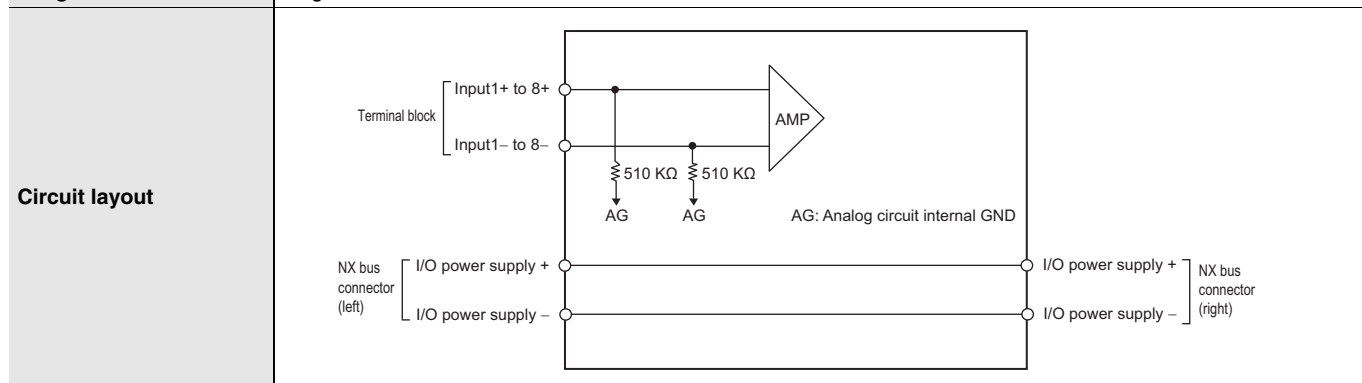 Circuit layout
Terminal block
Input1+ to 8+
Input1– to 8–
AMP
510 KΩ
510 KΩ
AG
AG
AG: Analog circuit internal GND
NX bus
connector
(left)
I/O power supply +
I/O power supply –
I/O power supply +
I/O power supply –
NX bus
connector
(right)